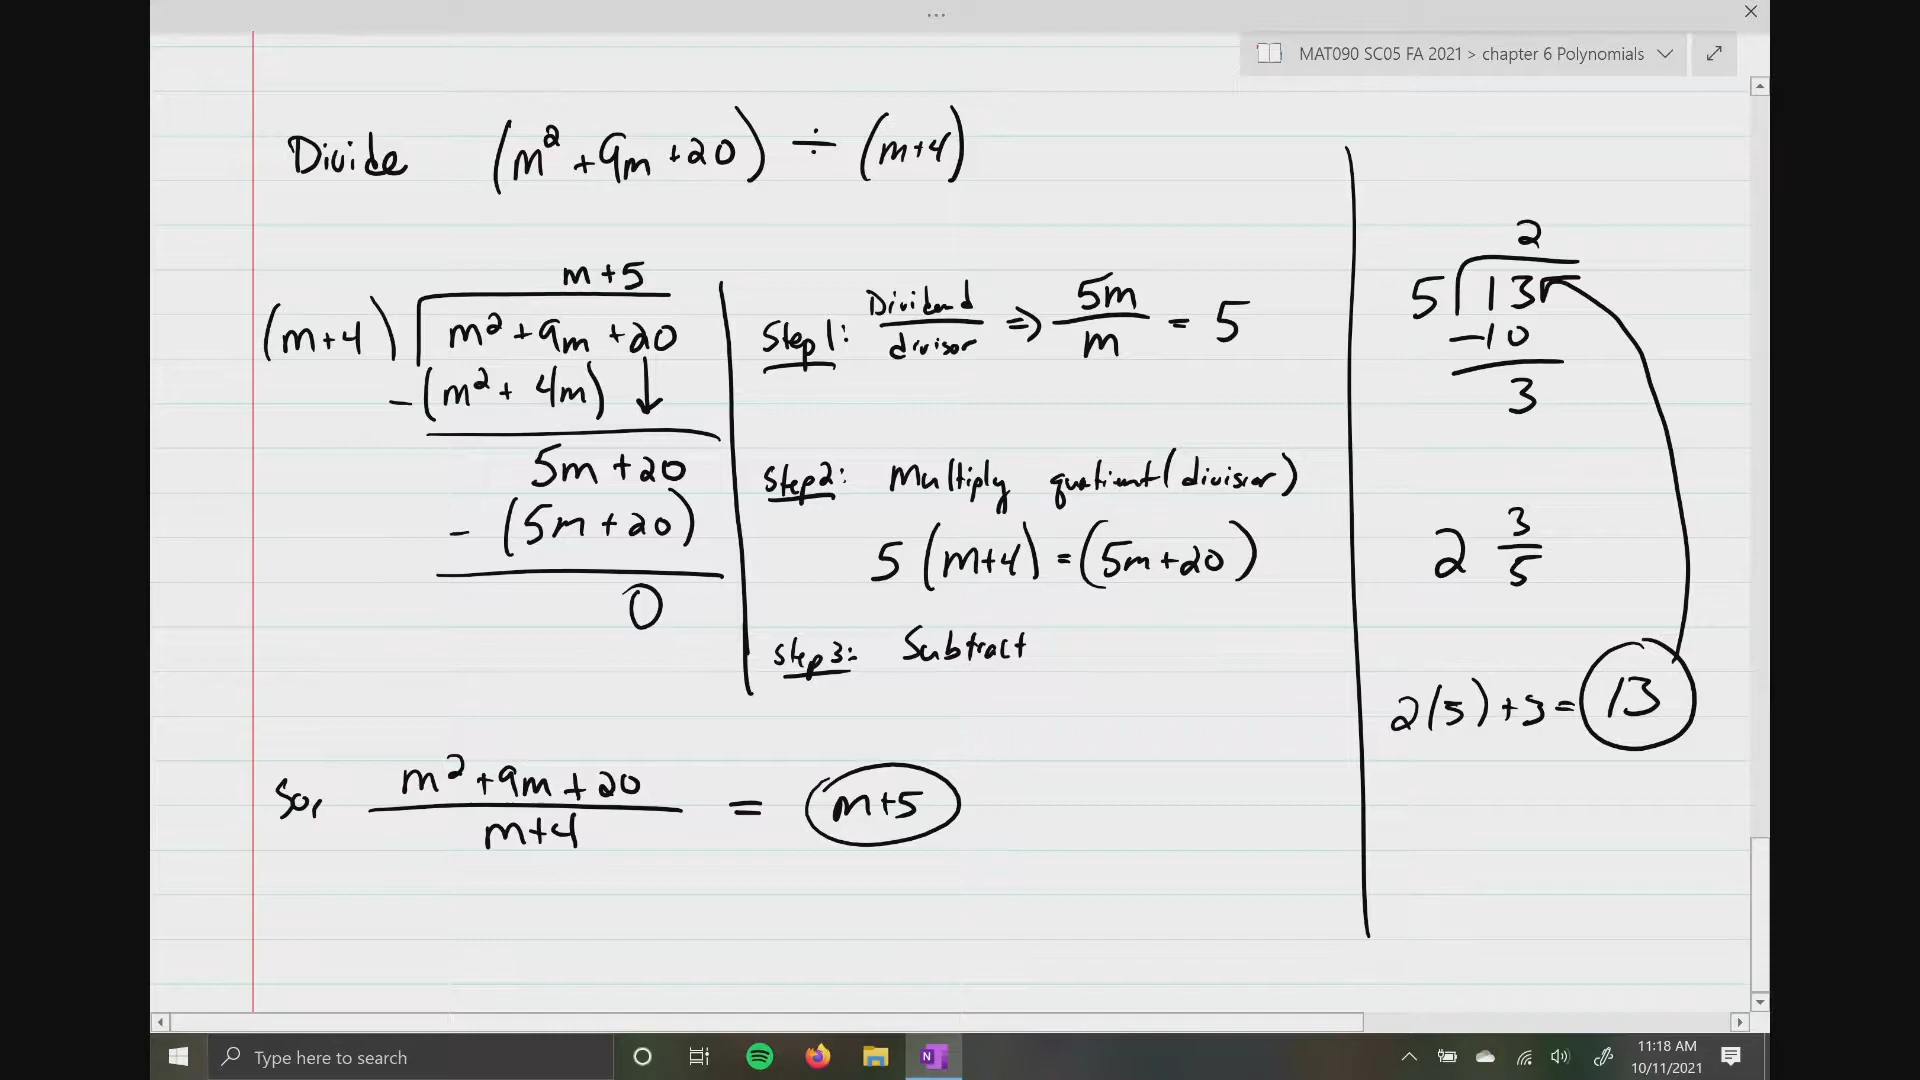 MAT090 SC05 FA 2021 > chapter 6 Polynomials
Divide (m² + 9m + 20) ÷ (m+4)
m + 5
(m+4) m² + 9m + 20
- (m² + 4m)
5m + 20
- (5m + 20)
0
Step 1: Dividend / divisor ⇒ 5m / m = 5
Step 2: Multiply quotient (divisior)
5 (m+4) = (5m+20)
Step 3: Subtract
So, m² + 9m + 20 / m+4 = m+5
2
5 13
-10
3
2 3/5
2(5) + 3 = 13
Type here to search
11:18 AM
10/11/2021